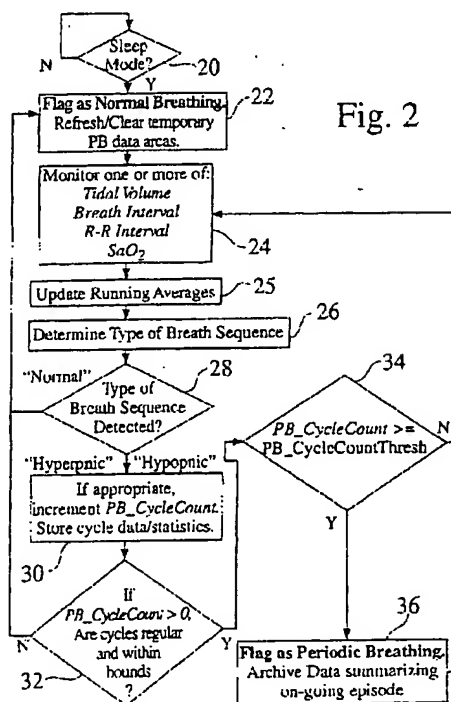 Sleep
Mode?
N
20
Y
Flag as Normal Breathing.
Refresh/Clear temporary
PB data areas.
22
Fig. 2
Monitor one or more of:
Tidal Volume
Breath Interval
R-R Interval
SaO2
24
Update Running Averages
25
26
Determine Type of Breath Sequence
"Normal"
28
Type of
Breath Sequence
Detected?
34
PB_CycleCount >=
PB_CycleCountThresh
N
Y
"Hyperpnic" "Hypopnic"
If appropriate,
increment PB_CycleCount.
Store cycle data/statistics.
30
If
PB_CycleCount > 0,
Are cycles regular
and within
bounds
?
N
Y
32
36
Flag as Periodic Breathing.
Archive Data summarizing
on-going episode